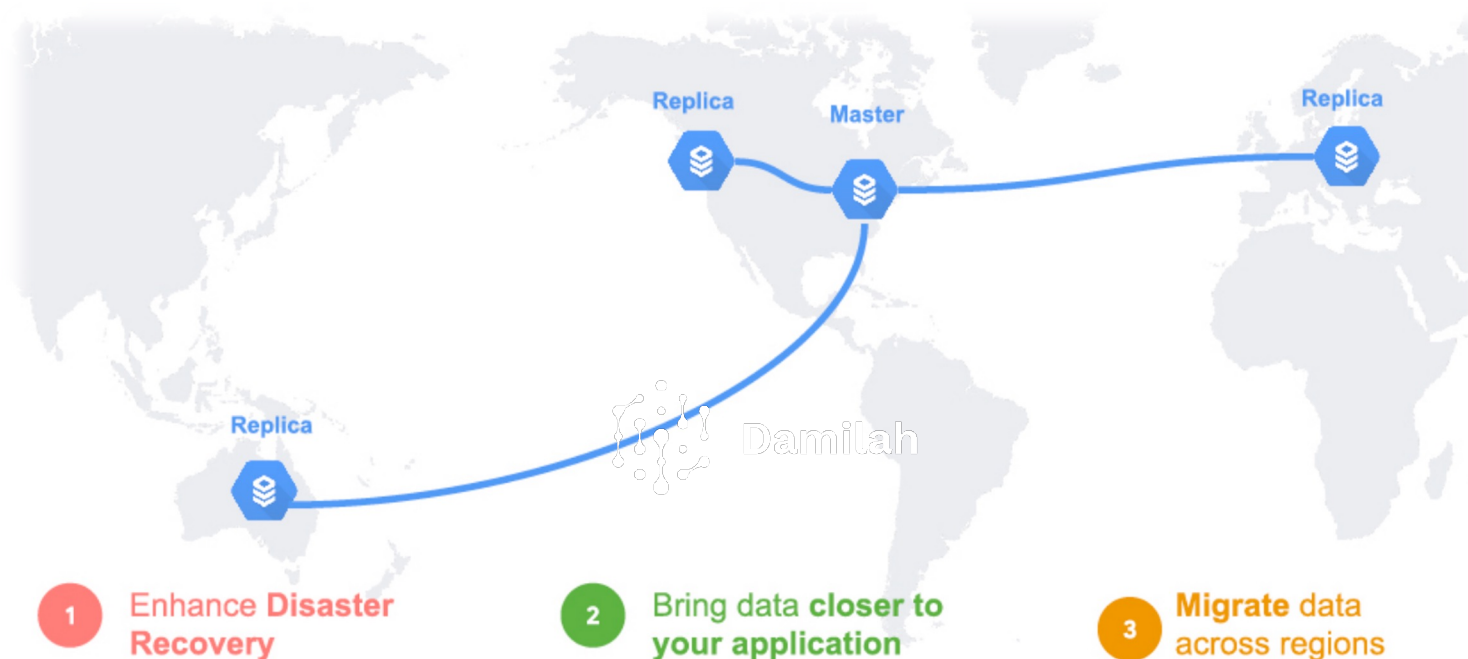 Replica
Master
Replica
Replica
Damilah
1
Enhance Disaster
Recovery
2
Bring data closer to
your application
3
Migrate data
across regions